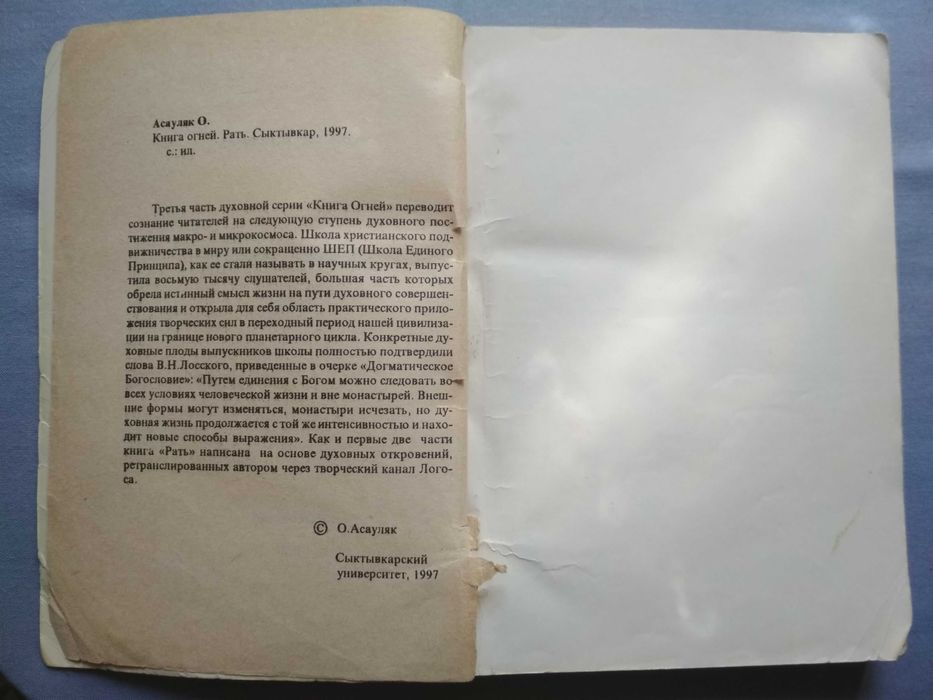 Асауляк О.
Книга огней. Рать. Сыктывкар, 1997.
с.: ил.
Третья часть духовной серии «Книга Огней» переводит
сознание читателей на следующую ступень духовного пос-
тижения макро- и микрокосмоса. Школа христианского под-
вижничества в миру или сокращенно ШЕП (Школа Единого
Принципа), как ее стали называть в научных кругах, выпус-
тила восьмую тысячу слушателей, большая часть которых
обрела истинный смысл жизни на пути духовного совершен-
ствования и открыла для себя область практического прило-
жения творческих сил в переходный период нашей цивилиза-
ции на границе нового планетарного цикла. Конкретные ду-
ховные плоды выпускников школы полностью подтвердили
слова В.Н.Лосского, приведенные в очерке «Догматическое
Богословие»: «Путем единения с Богом можно следовать во
всех условиях человеческой жизни и вне монастырей. Внеш-
ние формы могут изменяться, монастыри исчезать, но ду-
ховная жизнь продолжается с той же интенсивностью и нахо-
дит новые способы выражения». Как и первые две части
книга «Рать» написана на основе духовных откровений,
ретранслированных автором через творческий канал Лого-
са.
© О.Асауляк
Сыктывкарский
университет, 1997